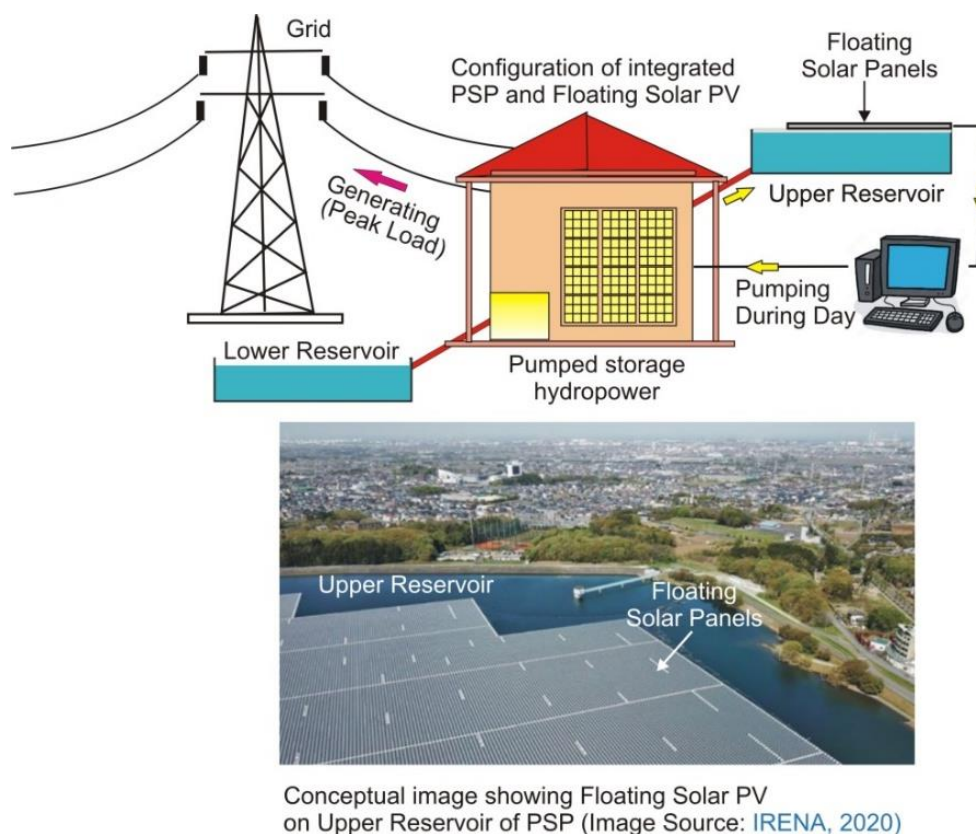 Grid
Configuration of integrated
PSP and Floating Solar PV
Floating
Solar Panels
Generating
(Peak Load)
Upper Reservoir
Pumping
During Day
Lower Reservoir
Pumped storage
hydropower
Upper Reservoir
Floating
Solar Panels
Conceptual image showing Floating Solar PV
on Upper Reservoir of PSP (Image Source: IRENA, 2020)